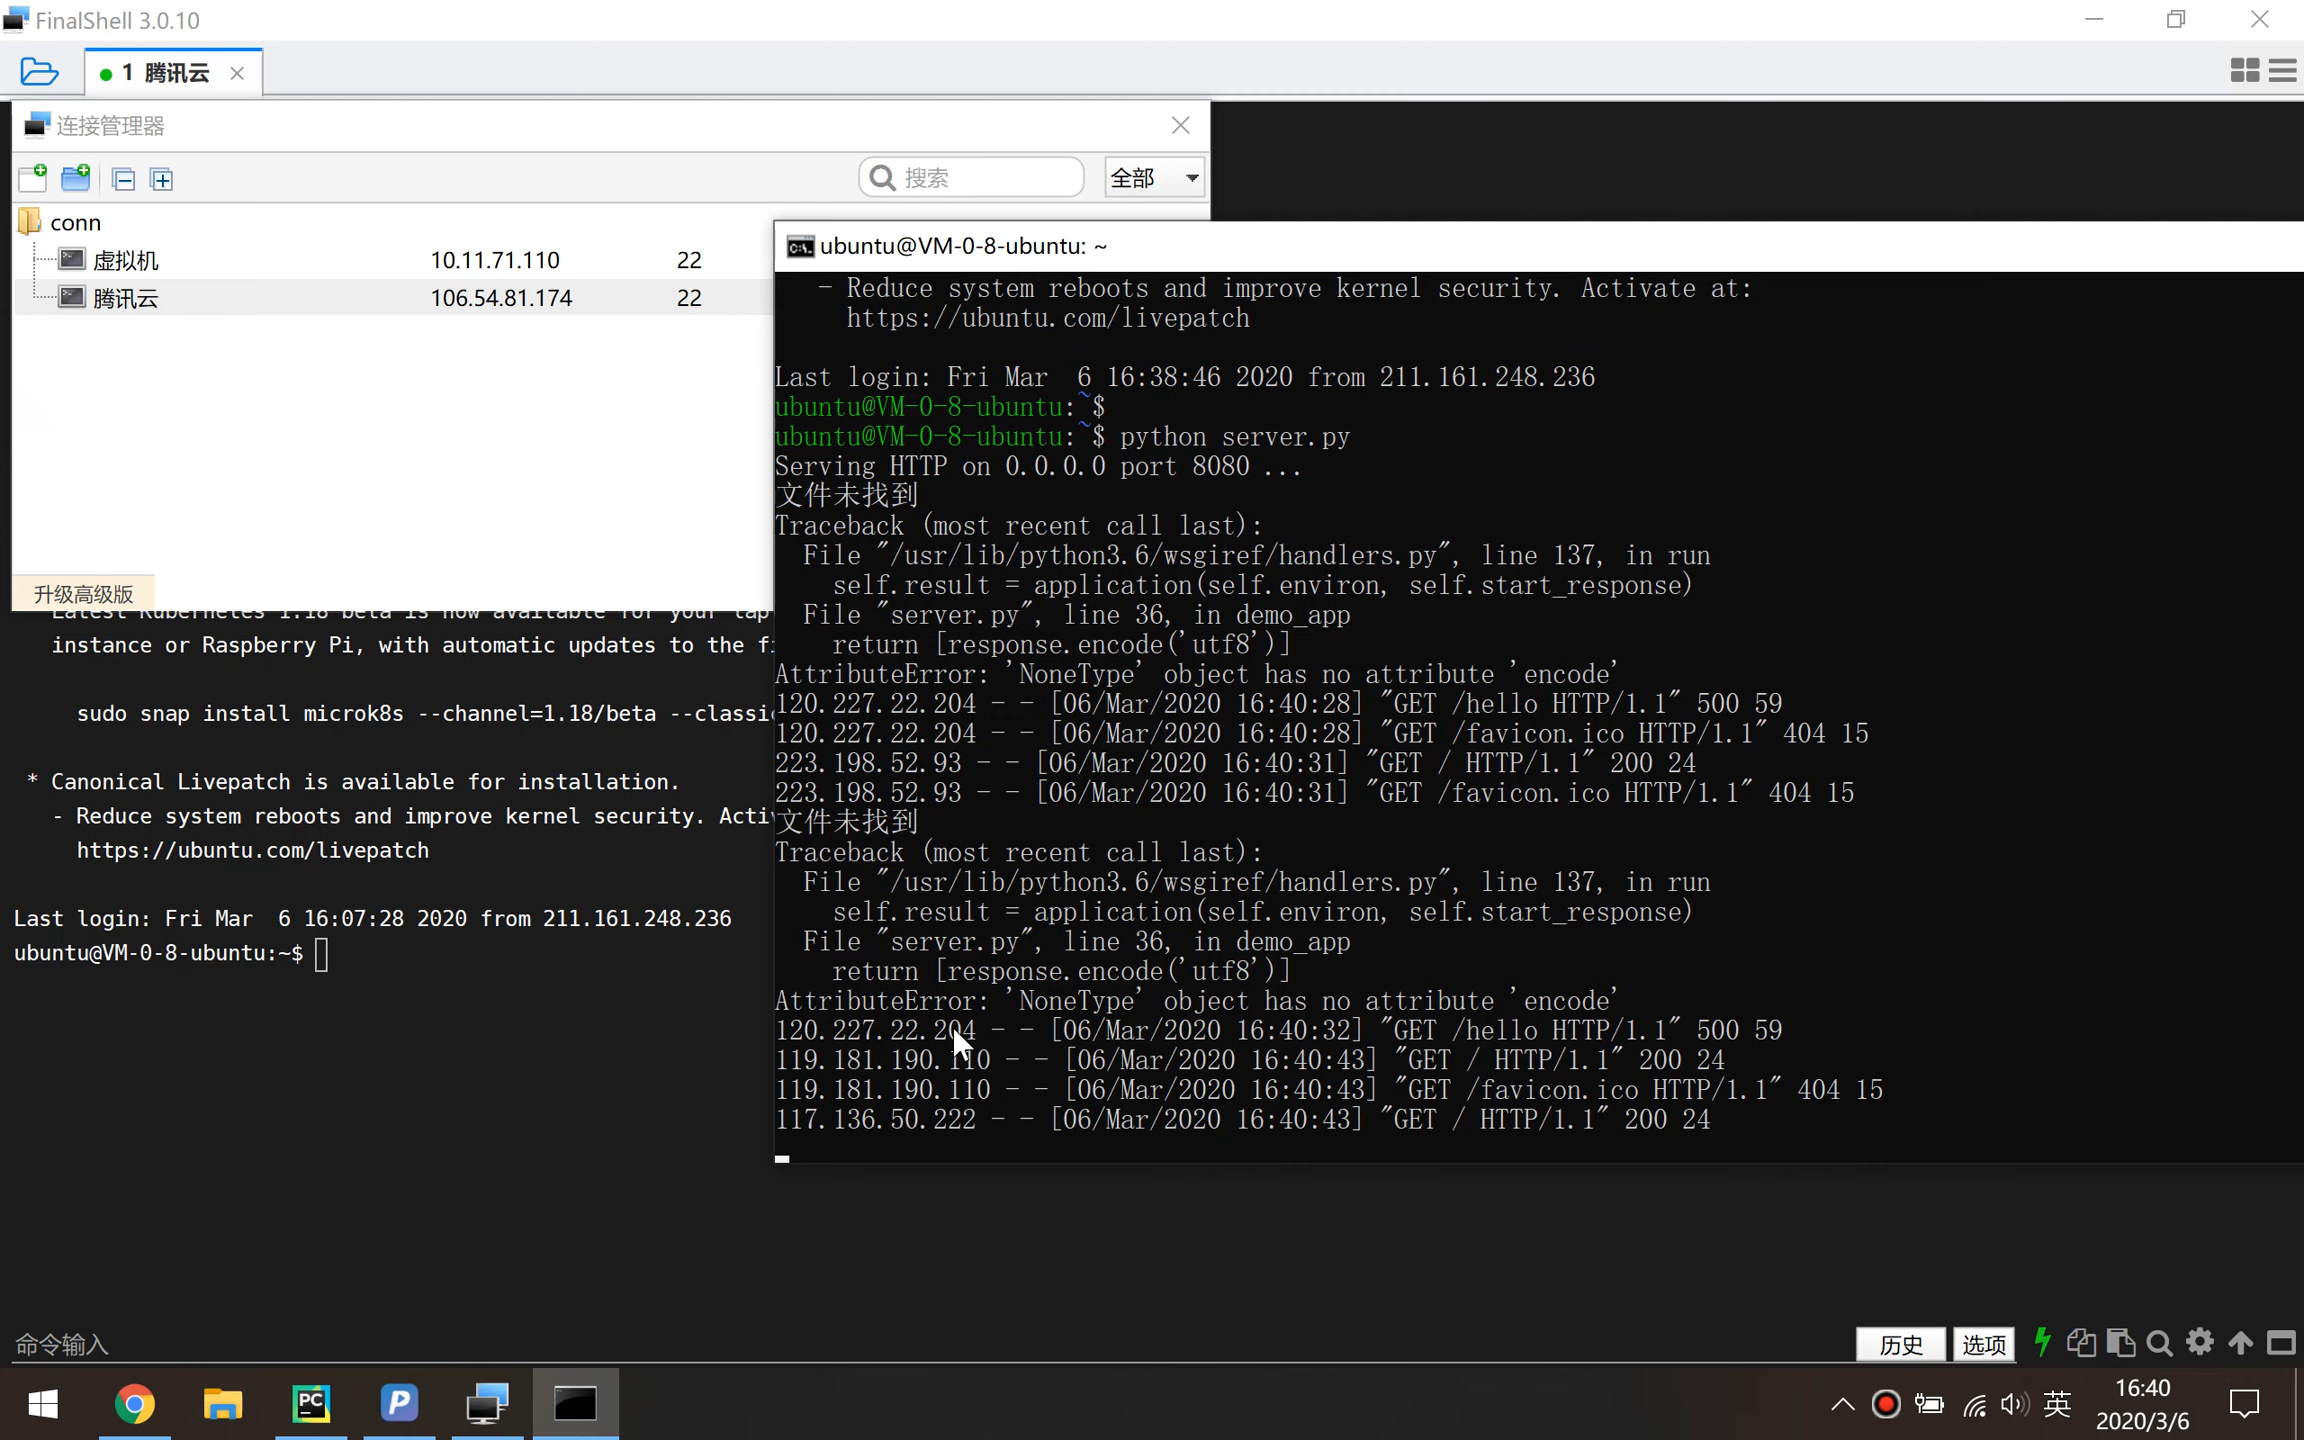 FinalShell 3.0.10
1 腾讯云
连接管理器
搜索
全部
conn
虚拟机 10.11.71.110 22
腾讯云 106.54.81.174 22
升级高级版
Latest Kubernetes 1.18 beta is now available for your lap
instance or Raspberry Pi, with automatic updates to the fi
sudo snap install microk8s --channel=1.18/beta --classic
* Canonical Livepatch is available for installation.
- Reduce system reboots and improve kernel security. Activ
https://ubuntu.com/livepatch
Last login: Fri Mar  6 16:07:28 2020 from 211.161.248.236
ubuntu@VM-0-8-ubuntu:~$
ubuntu@VM-0-8-ubuntu: ~
- Reduce system reboots and improve kernel security. Activate at:
https://ubuntu.com/livepatch
Last login: Fri Mar  6 16:38:46 2020 from 211.161.248.236
ubuntu@VM-0-8-ubuntu:~$
ubuntu@VM-0-8-ubuntu:~$ python server.py
Serving HTTP on 0.0.0.0 port 8080 ...
文件未找到
Traceback (most recent call last):
File "/usr/lib/python3.6/wsgiref/handlers.py", line 137, in run
self.result = application(self.environ, self.start_response)
File "server.py", line 36, in demo_app
return [response.encode('utf8')]
AttributeError: 'NoneType' object has no attribute 'encode'
120.227.22.204 - - [06/Mar/2020 16:40:28] "GET /hello HTTP/1.1" 500 59
120.227.22.204 - - [06/Mar/2020 16:40:28] "GET /favicon.ico HTTP/1.1" 404 15
223.198.52.93 - - [06/Mar/2020 16:40:31] "GET / HTTP/1.1" 200 24
223.198.52.93 - - [06/Mar/2020 16:40:31] "GET /favicon.ico HTTP/1.1" 404 15
文件未找到
Traceback (most recent call last):
File "/usr/lib/python3.6/wsgiref/handlers.py", line 137, in run
self.result = application(self.environ, self.start_response)
File "server.py", line 36, in demo_app
return [response.encode('utf8')]
AttributeError: 'NoneType' object has no attribute 'encode'
120.227.22.204 - - [06/Mar/2020 16:40:32] "GET /hello HTTP/1.1" 500 59
119.181.190.110 - - [06/Mar/2020 16:40:43] "GET / HTTP/1.1" 200 24
119.181.190.110 - - [06/Mar/2020 16:40:43] "GET /favicon.ico HTTP/1.1" 404 15
117.136.50.222 - - [06/Mar/2020 16:40:43] "GET / HTTP/1.1" 200 24
命令输入
历史
选项
英
16:40
2020/3/6